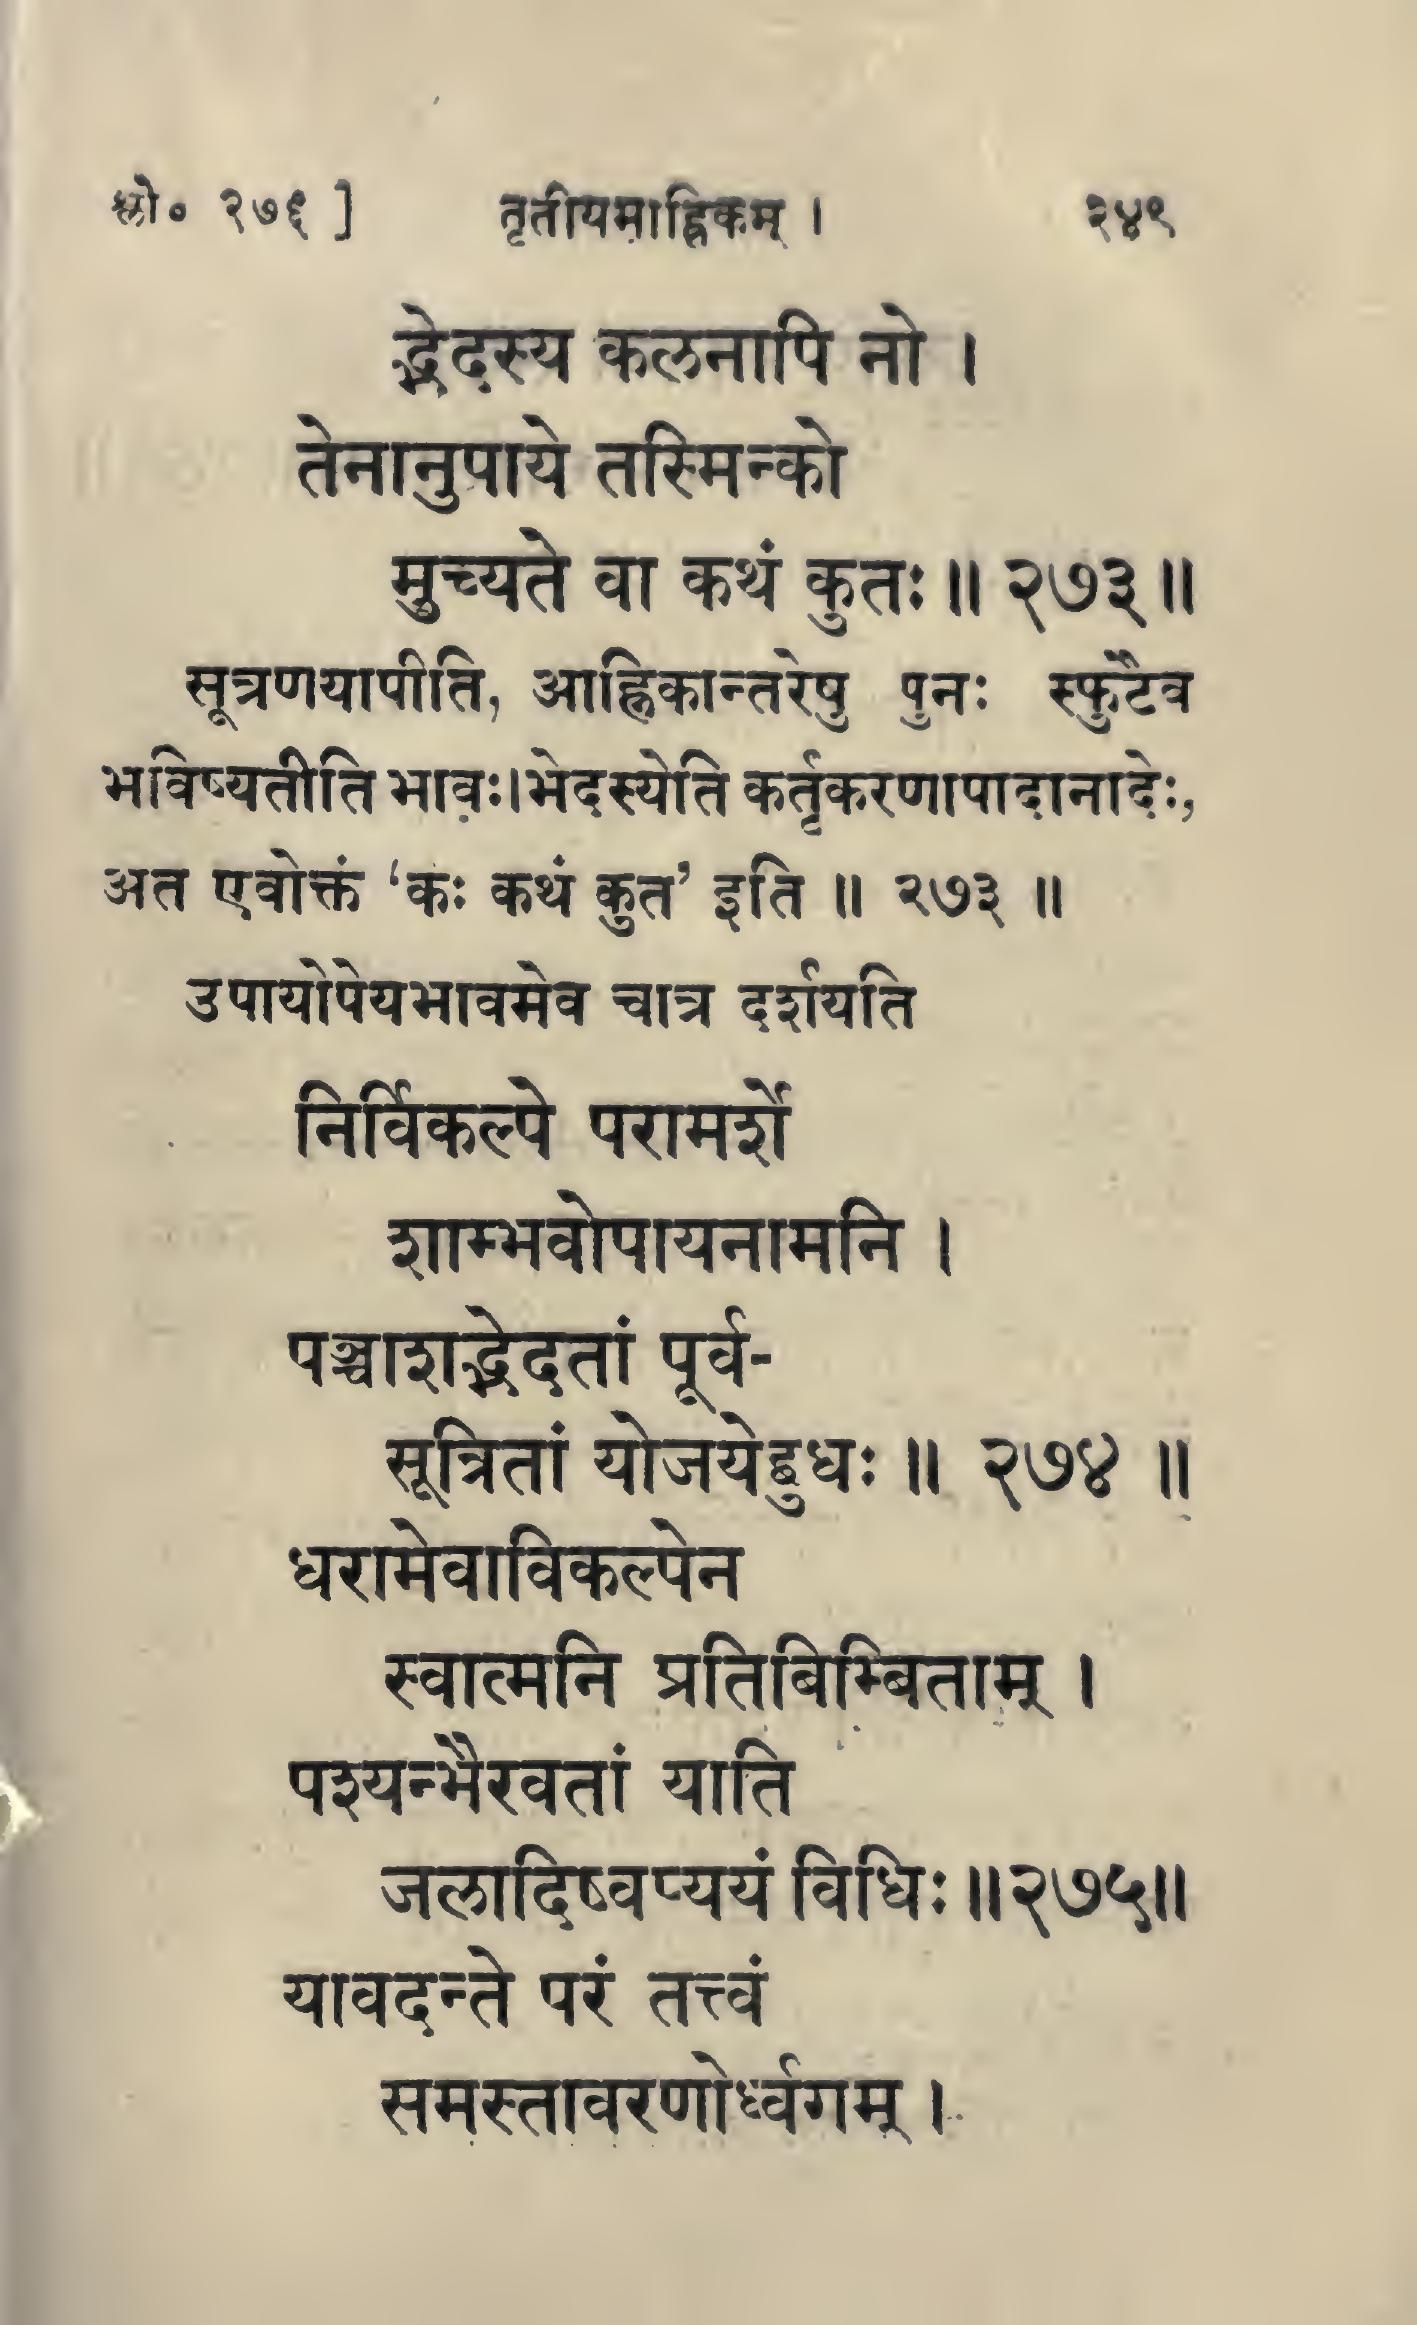 श्लो० २७६] तृतीयमाह्निकम् । २४९
द्भेदस्य कलनापि नो ।
तेनानुपाये तस्मिन्को
मुच्यते वा कथं कुतः ॥ २७३ ॥
सूत्रणयापीति, आह्निकान्तरेषु पुनः स्फुटैव
भविष्यतीति भावः। भेदस्येति कर्तृकरणापादानादेः,
अत एवोक्तं ‘कः कथं कुत’ इति ॥ २७३ ॥
उपायोपेयभावमेव चात्र दर्शयति
निर्विकल्पे परामर्शे
शाम्भवोपायनामनि ।
पञ्चाशद्भेदतां पूर्व-
सूत्रितां योजयेद्बुधः ॥ २७४ ॥
धरामेवाविकल्पेन
स्वात्मनि प्रतिबिम्बिताम् ।
पश्यन्भैरवतां याति
जलादिष्वप्ययं विधिः ॥२७५॥
यावदन्ते परं तत्त्वं
समस्तावरणोर्ध्वगम् ।